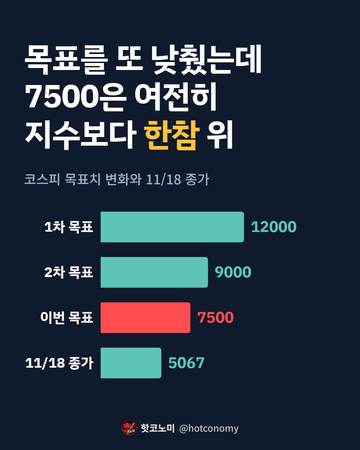 목표를 또 낮췄는데
7500은 여전히
지수보다 한참 위
코스피 목표치 변화와 11/18 종가
1차 목표 12000
2차 목표 9000
이번 목표 7500
11/18 종가 5067
핫코노미 @hotconomy